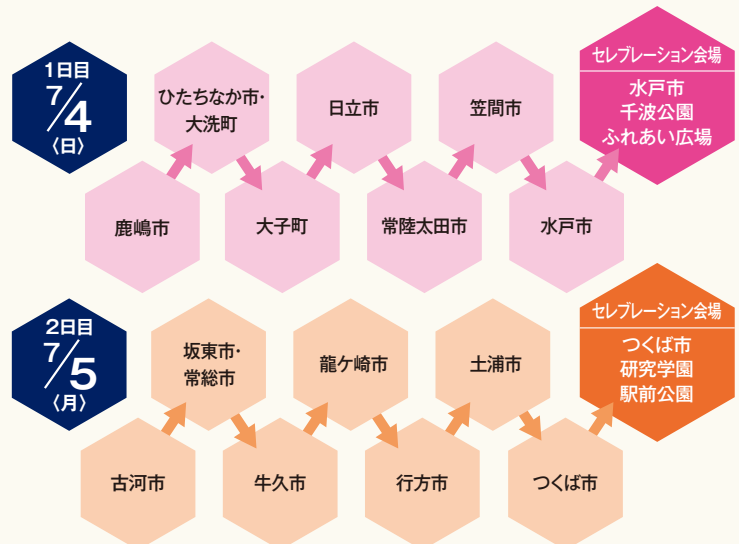 1日目
7/4
〈日〉
鹿嶋市
ひたちなか市・
大洗町
大子町
日立市
常陸太田市
笠間市
水戸市
セレブレーション会場
水戸市
千波公園
ふれあい広場
2日目
7/5
〈月〉
古河市
坂東市・
常総市
牛久市
龍ケ崎市
行方市
土浦市
つくば市
セレブレーション会場
つくば市
研究学園
駅前公園